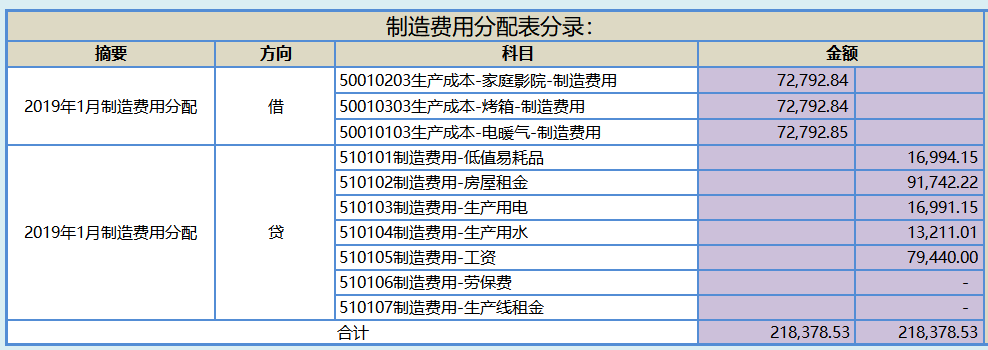 制造费用分配表分录：
摘要 方向 科目 金额
2019年1月制造费用分配 借 50010203生产成本-家庭影院-制造费用 72,792.84
50010303生产成本-烤箱-制造费用 72,792.84
50010103生产成本-电暖气-制造费用 72,792.85
2019年1月制造费用分配 贷 510101制造费用-低值易耗品 16,994.15
510102制造费用-房屋租金 91,742.22
510103制造费用-生产用电 16,991.15
510104制造费用-生产用水 13,211.01
510105制造费用-工资 79,440.00
510106制造费用-劳保费 -
510107制造费用-生产线租金 -
合计 218,378.53 218,378.53